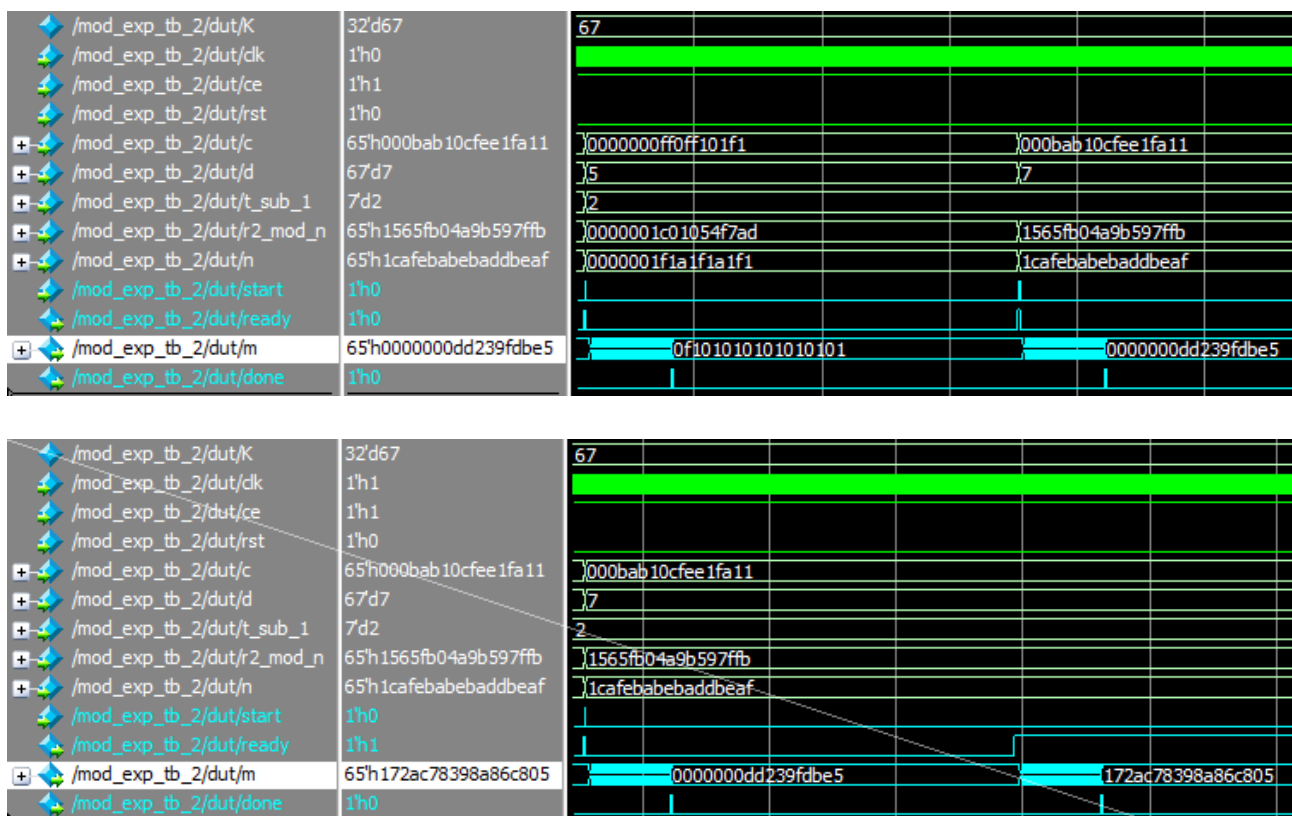 /mod_exp_tb_2/dut/K 32'd67 67
/mod_exp_tb_2/dut/clk 1'h0
/mod_exp_tb_2/dut/ce 1'h1
/mod_exp_tb_2/dut/rst 1'h0
/mod_exp_tb_2/dut/c 65'h000bab10cfee1fa11 0000000ff0ff101f1 000bab10cfee1fa11
/mod_exp_tb_2/dut/d 67'd7 5 7
/mod_exp_tb_2/dut/t_sub_1 7'd2 2
/mod_exp_tb_2/dut/r2_mod_n 65'h1565fb04a9b597ffb 0000001c01054f7ad 1565fb04a9b597ffb
/mod_exp_tb_2/dut/n 65'h1cafebabebaddbeaf 0000001f1a1f1a1f1 1cafebabebaddbeaf
/mod_exp_tb_2/dut/start 1'h0
/mod_exp_tb_2/dut/ready 1'h0
/mod_exp_tb_2/dut/m 65'h0000000dd239fdbe5 0f101010101010101 0000000dd239fdbe5
/mod_exp_tb_2/dut/done 1'h0
/mod_exp_tb_2/dut/K 32'd67 67
/mod_exp_tb_2/dut/clk 1'h1
/mod_exp_tb_2/dut/ce 1'h1
/mod_exp_tb_2/dut/rst 1'h0
/mod_exp_tb_2/dut/c 65'h000bab10cfee1fa11 000bab10cfee1fa11
/mod_exp_tb_2/dut/d 67'd7 7
/mod_exp_tb_2/dut/t_sub_1 7'd2 2
/mod_exp_tb_2/dut/r2_mod_n 65'h1565fb04a9b597ffb 1565fb04a9b597ffb
/mod_exp_tb_2/dut/n 65'h1cafebabebaddbeaf 1cafebabebaddbeaf
/mod_exp_tb_2/dut/start 1'h0
/mod_exp_tb_2/dut/ready 1'h1
/mod_exp_tb_2/dut/m 65'h172ac78398a86c805 0000000dd239fdbe5 172ac78398a86c805
/mod_exp_tb_2/dut/done 1'h0